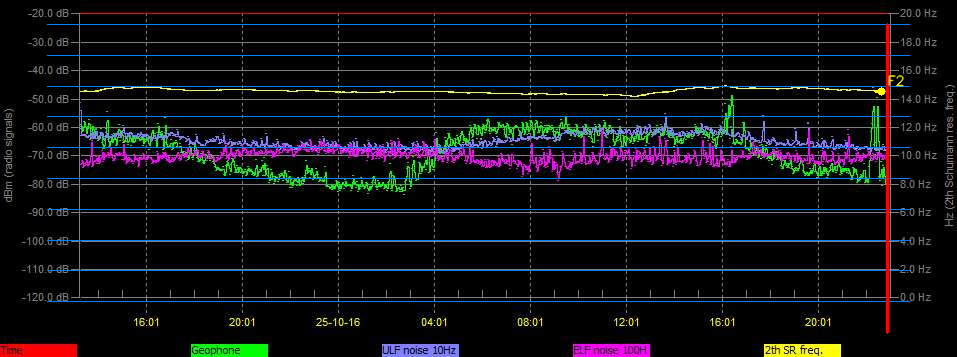 -20.0 dB 20.0 Hz
-30.0 dB 18.0 Hz
-40.0 dB 16.0 Hz
F2
-50.0 dB 14.0 Hz
-60.0 dB 12.0 Hz
-70.0 dB 10.0 Hz
-80.0 dB 8.0 Hz
-90.0 dB 6.0 Hz
-100.0 dB 4.0 Hz
-110.0 dB 2.0 Hz
-120.0 dB 0.0 Hz
dBm (radio signals)
Hz (2th Schumann res. freq.)
16:01 20:01 25-10-16 04:01 08:01 12:01 16:01 20:01
Time Geophone ULF noise 10Hz ELF noise 100H 2th SR freq.